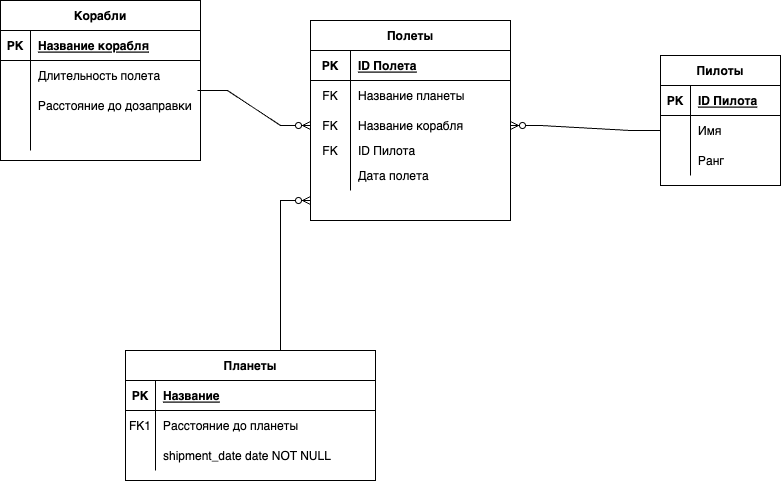 Корабли
PK Название корабля
Длительность полета
Расстояние до дозаправки
Полеты
PK ID Полета
FK Название планеты
FK Название корабля
FK ID Пилота
Дата полета
Пилоты
PK ID Пилота
Имя
Ранг
Планеты
PK Название
FK1 Расстояние до планеты
shipment_date date NOT NULL